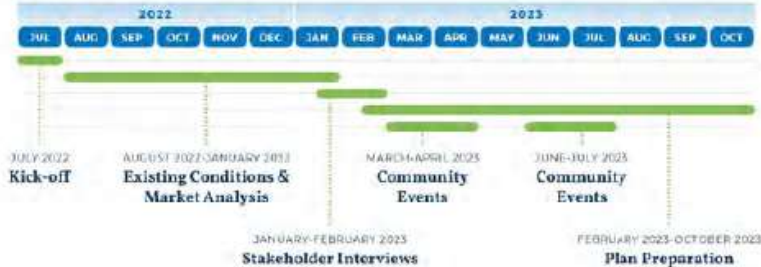 2022 2023
JUL AUG SEP OCT NOV DEC JAN FEB MAR APR MAY JUN JUL AUG SEP OCT
JULY 2022
Kick-off
AUGUST 2022-JANUARY 2023
Existing Conditions &
Market Analysis
MARCH-APRIL 2023
Community
Events
JUNE-JULY 2023
Community
Events
JANUARY-FEBRUARY 2023
Stakeholder Interviews
FEBRUARY 2023-OCTOBER 2023
Plan Preparation